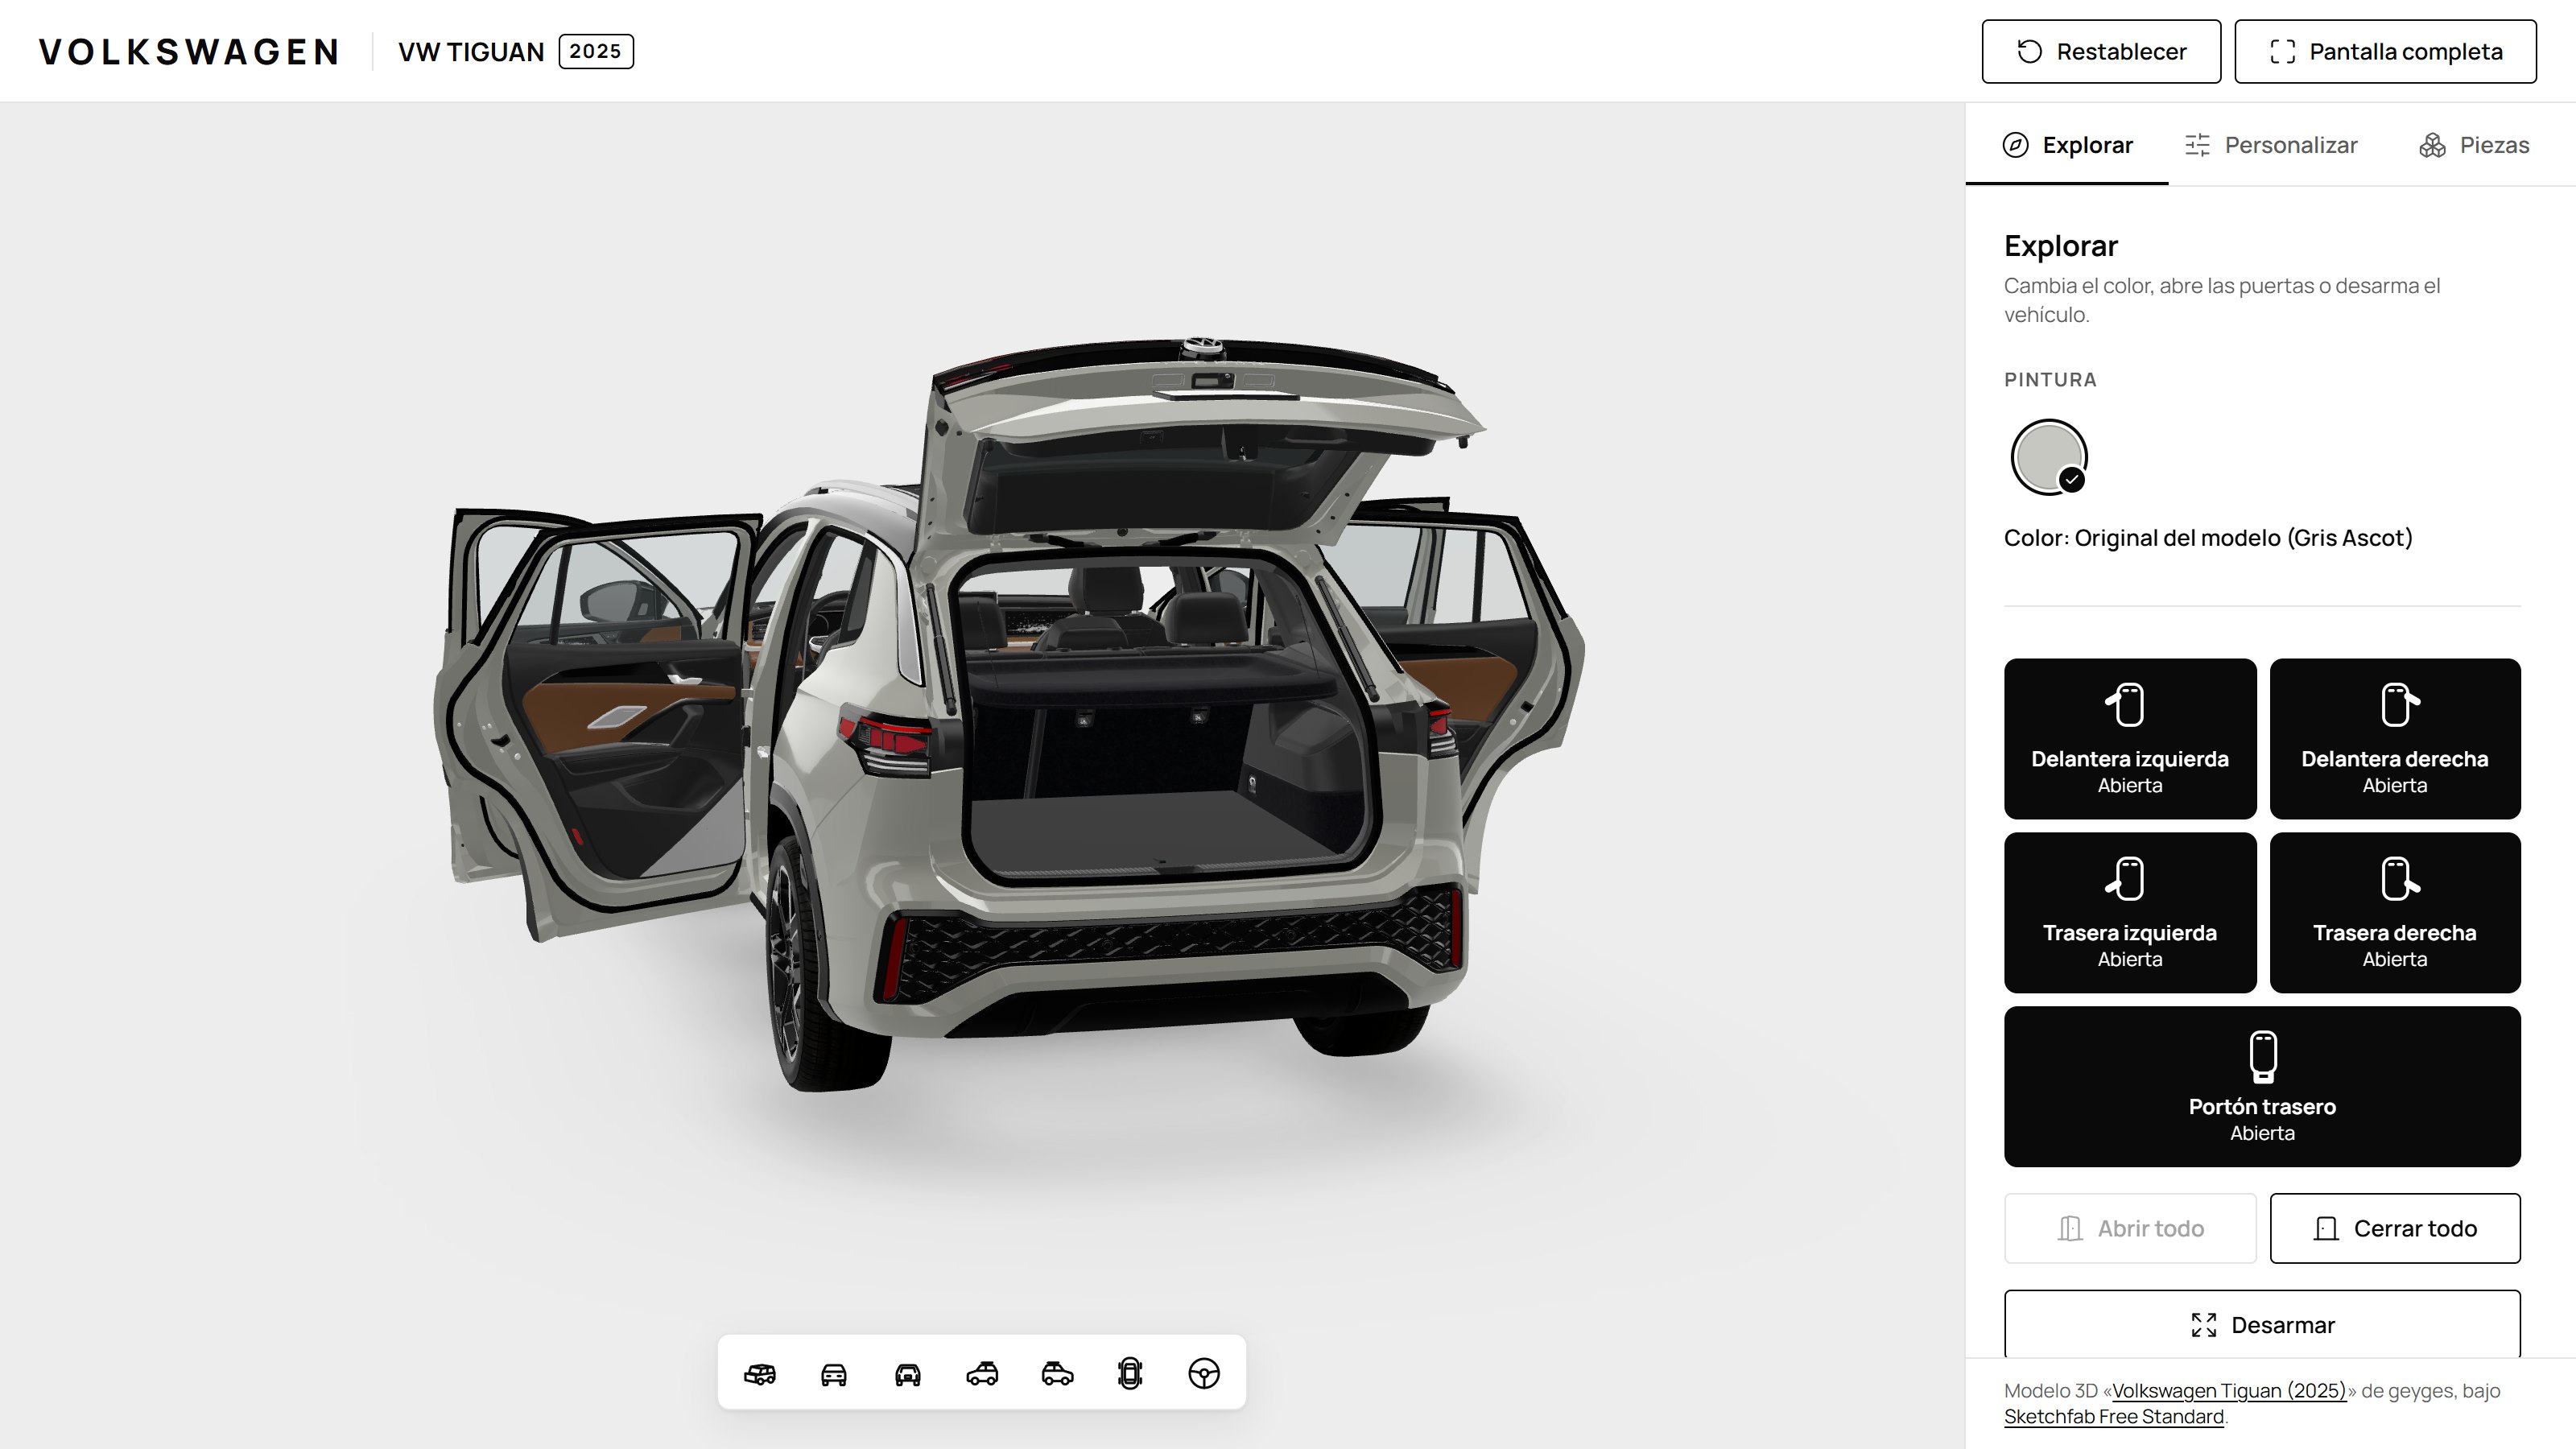 VOLKSWAGEN
VW TIGUAN 2025
Restablecer
Pantalla completa
Explorar
Personalizar
Piezas
Explorar
Cambia el color, abre las puertas o desarma el
vehículo.
PINTURA
Color: Original del modelo (Gris Ascot)
Delantera izquierda
Abierta
Delantera derecha
Abierta
Trasera izquierda
Abierta
Trasera derecha
Abierta
Portón trasero
Abierta
Abrir todo
Cerrar todo
Desarmar
Modelo 3D «Volkswagen Tiguan (2025)» de geyges, bajo
Sketchfab Free Standard.